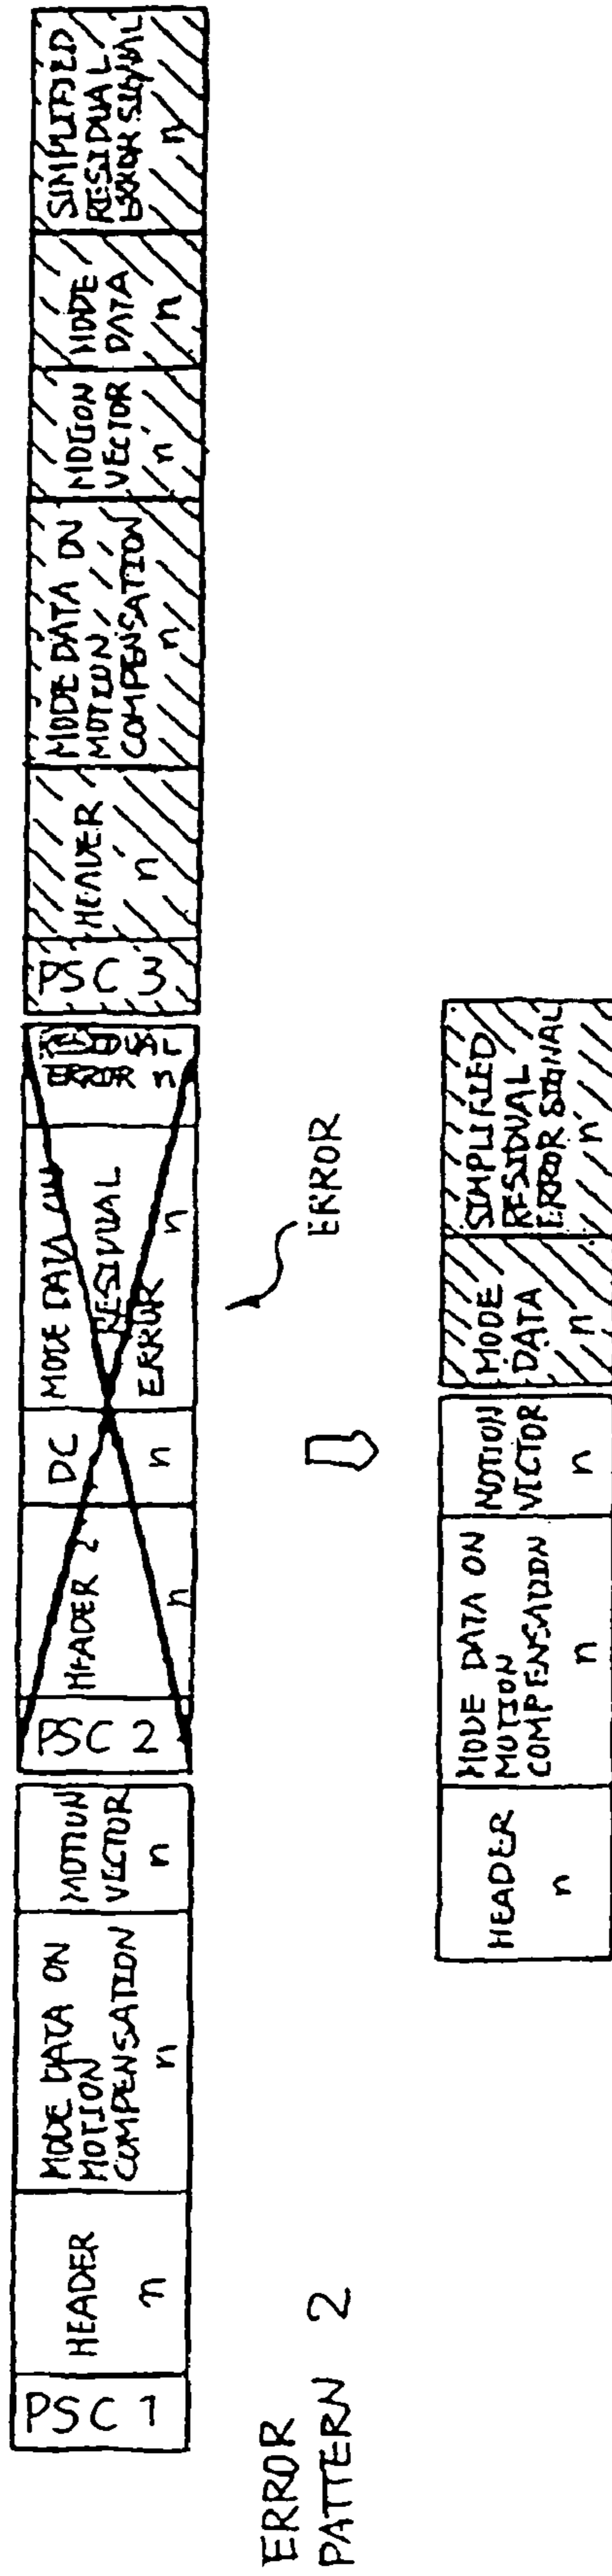 PSC 1
HEADER
n
MODE DATA ON
MOTION
COMPENSATION
n
MOTION
VECTOR
n
PSC 2
HEADER 2
n
DC
n
MODE DATA ON
RESIDUAL
ERROR
n
ERROR n
PSC 3
HEADER
n
MODE DATA ON
MOTION
COMPENSATION
n
MOTION
VECTOR
n
MODE
DATA
n
SIMPLIFIED
RESIDUAL
ERROR SIGNAL
n
ERROR
ERROR
PATTERN 2
HEADER
n
MODE DATA ON
MOTION
COMPENSATION
n
MOTION
VECTOR
n
MODE
DATA
n
SIMPLIFIED
RESIDUAL
ERROR SIGNAL
n